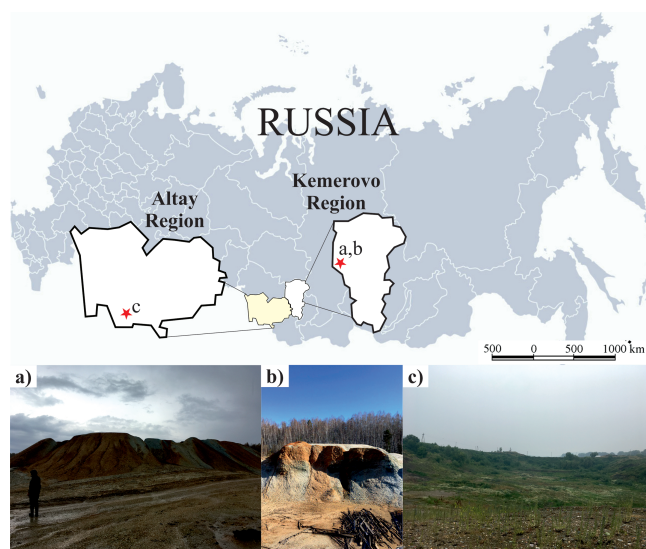 RUSSIA
Kemerovo
Region
Altay
Region
a,b
c
500 0 500 1000 km
a)
b)
c)